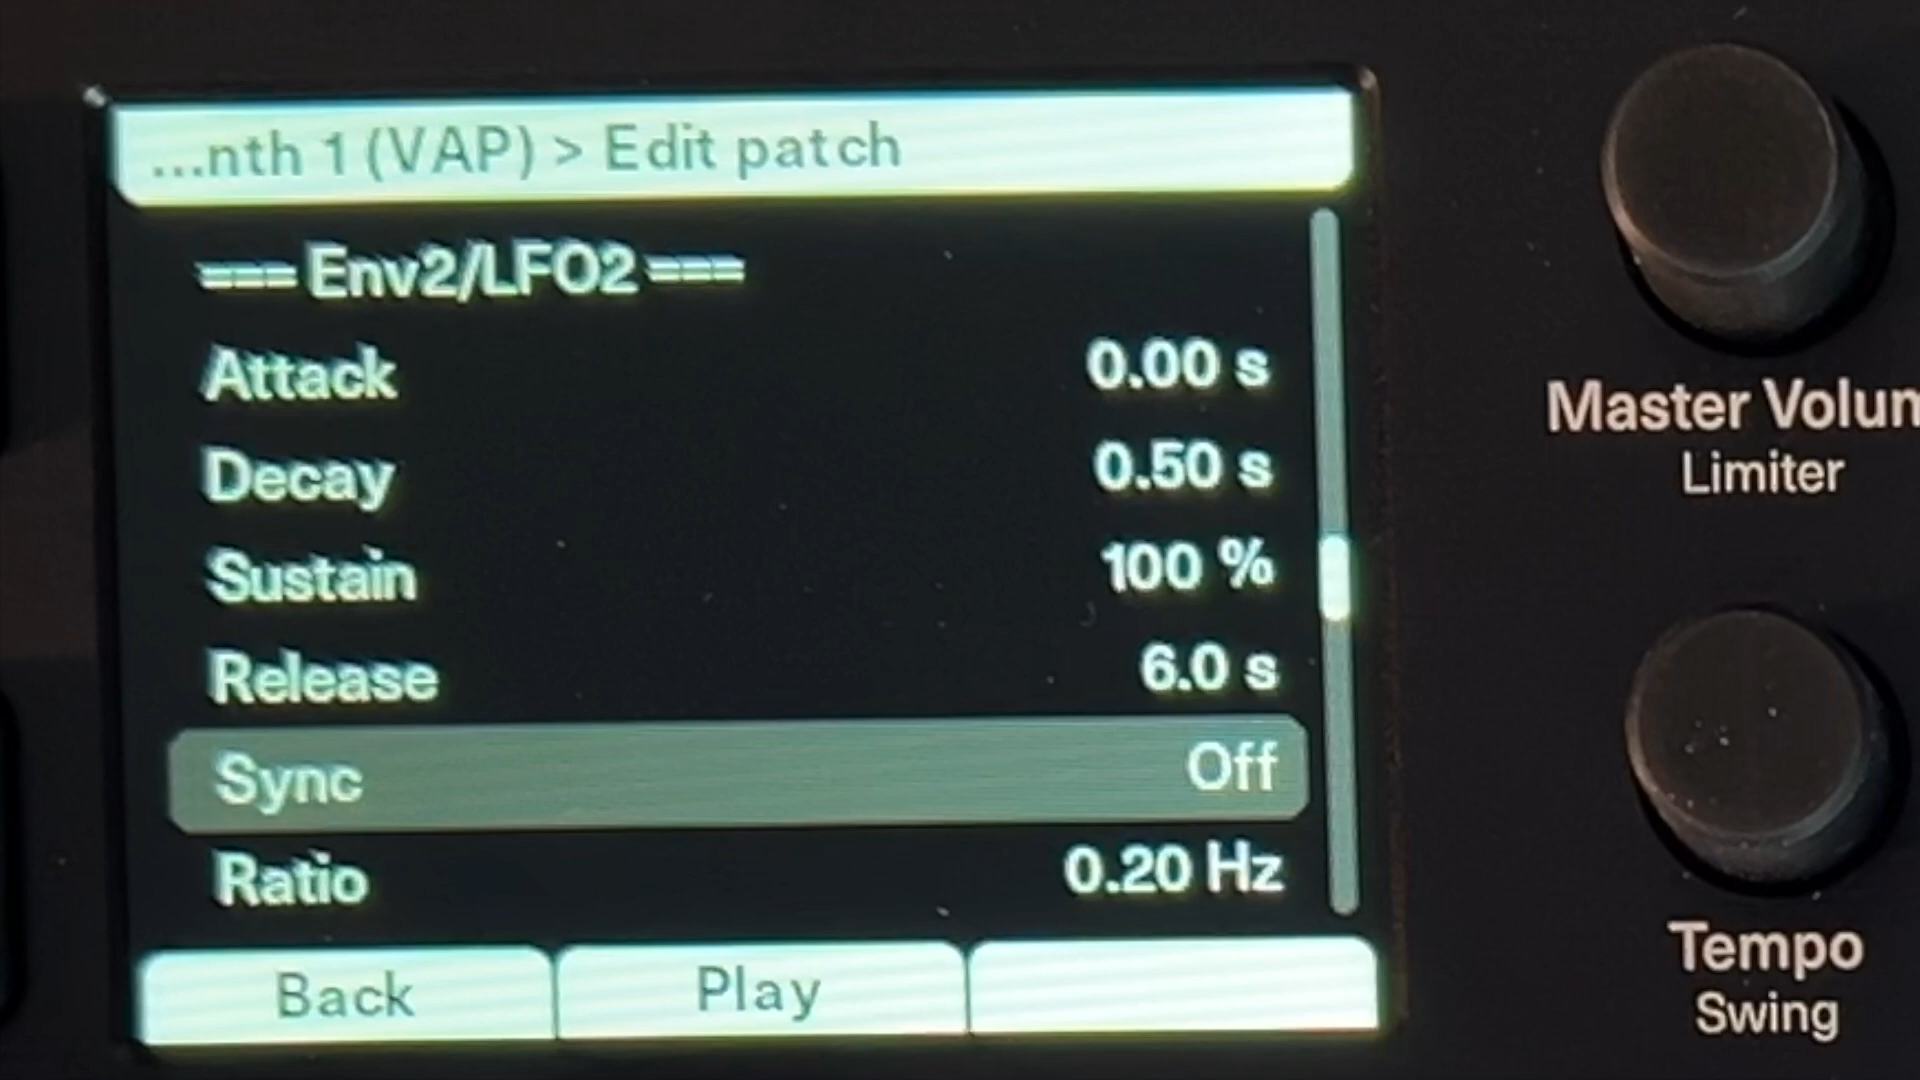 ...nth 1 (VAP) > Edit patch
=== Env2/LFO2 ===
Attack 0.00 s
Decay 0.50 s
Sustain 100 %
Release 6.0 s
Sync Off
Ratio 0.20 Hz
Back Play
Master Volum
Limiter
Tempo
Swing